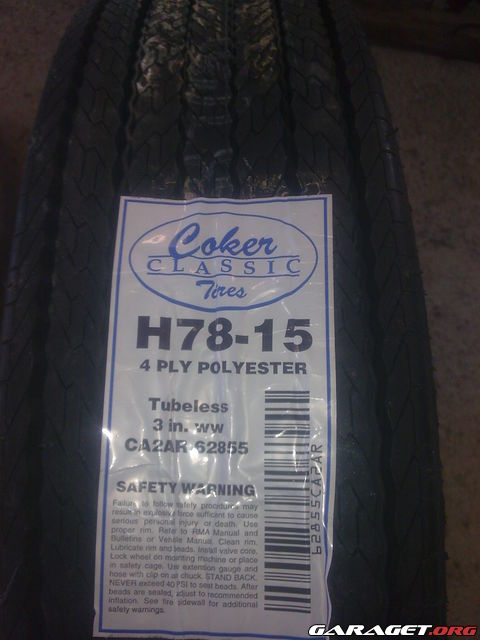 Coker
CLASSIC
Tires
H78-15
4 PLY POLYESTER
Tubeless
3 in. ww
CA2AR-62855
62855CA2AR
SAFETY WARNING
Failure to follow safety procedures may
result in explosive force sufficient to cause
serious personal injury or death. Use
proper rim. Refer to RMA Manual and
Bulletins or Vehicle Manual. Clean rim.
Lubricate rim and beads. Install valve core.
Lock wheel on mounting machine or place
in safety cage. Use extension gauge and
hose with clip on air chuck. STAND BACK.
NEVER exceed 40 PSI to seat beads. After
beads are sealed, adjust to recommended
inflation. See tire sidewall for additional
safety warnings.
GARAGET.ORG